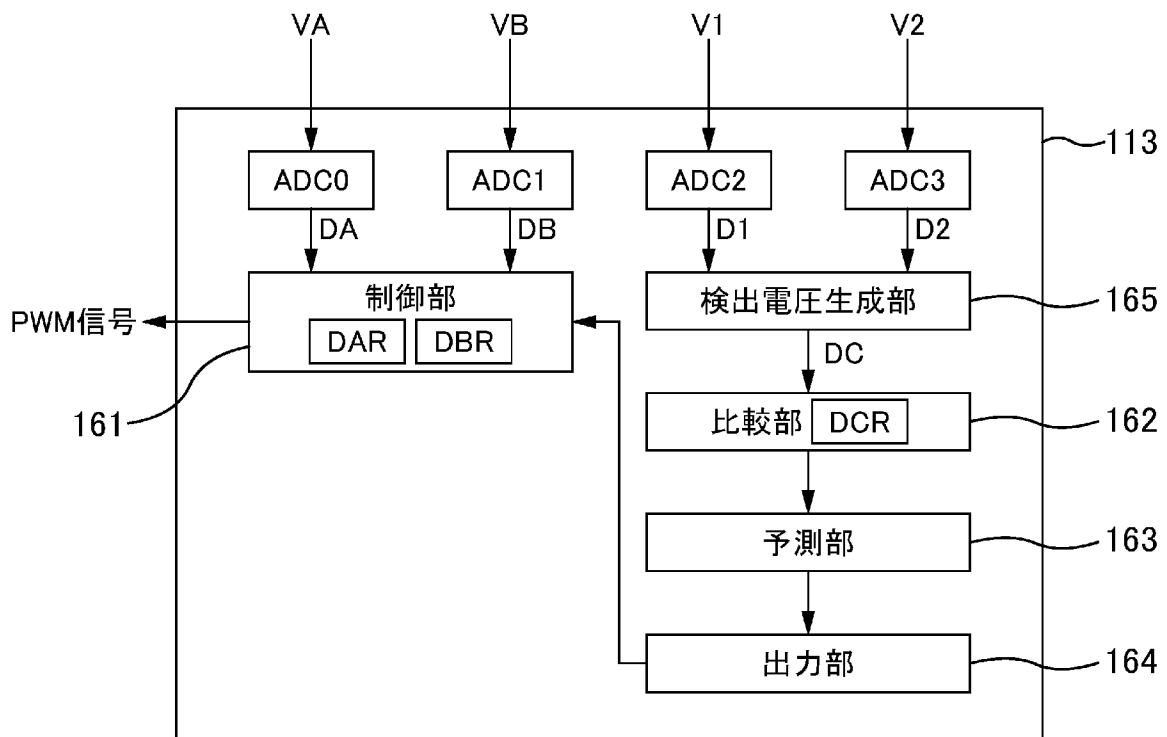 VA VB V1 V2
113
ADC0 ADC1 ADC2 ADC3
DA DB D1 D2
制御部
検出電圧生成部
165
PWM信号
DAR DBR
DC
161
比較部 DCR
162
予測部
163
出力部
164